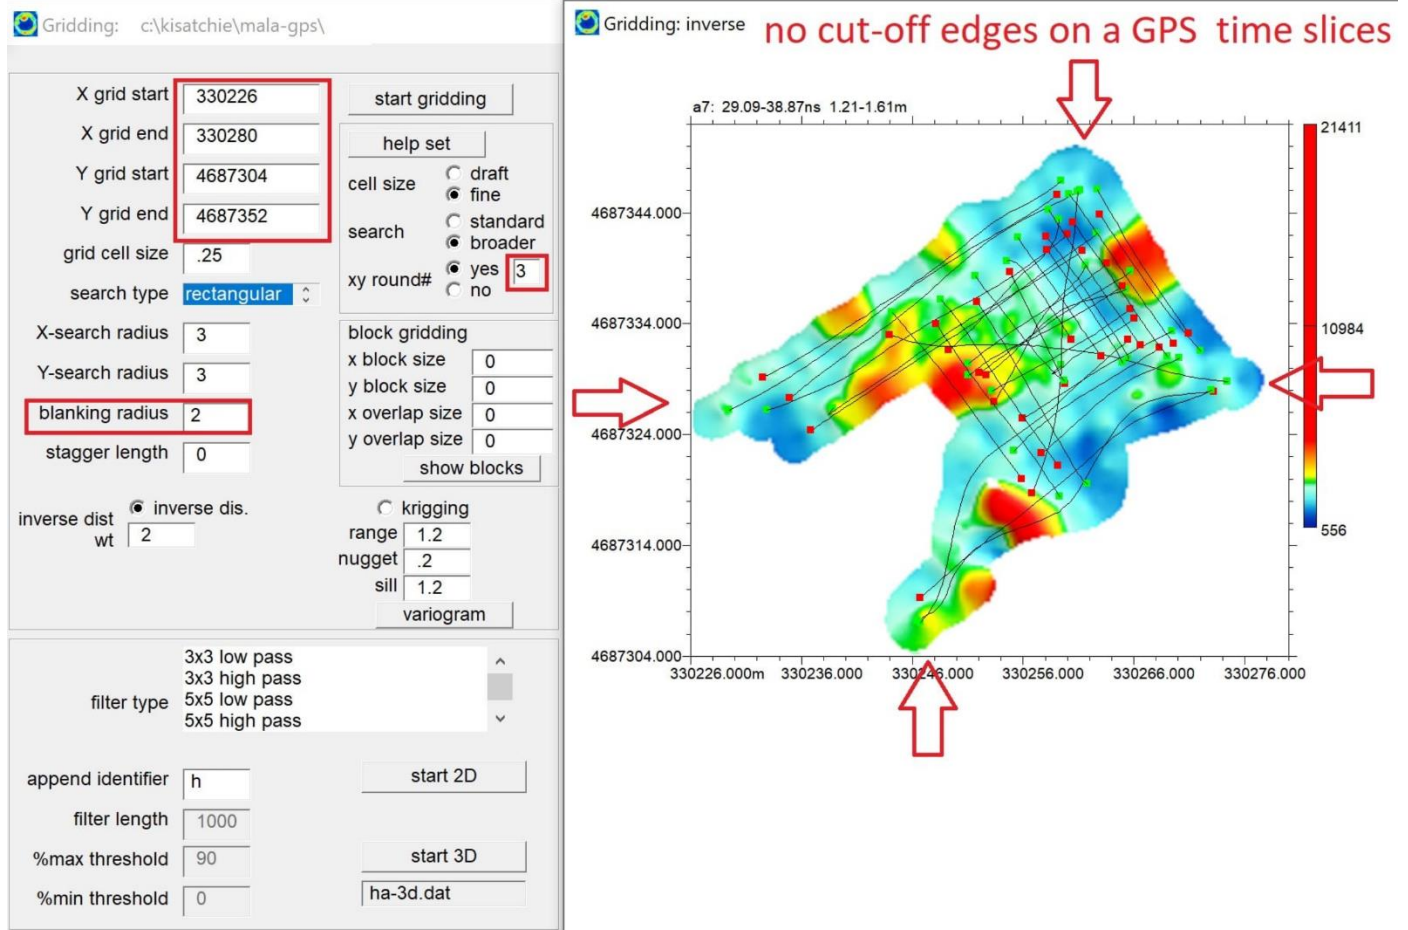 Gridding: c:\kisatchie\mala-gps\
X grid start 330226
X grid end 330280
Y grid start 4687304
Y grid end 4687352
grid cell size .25
search type rectangular
X-search radius 3
Y-search radius 3
blanking radius 2
stagger length 0
inverse dis.
inverse dist wt 2
start gridding
help set
cell size draft
fine
search standard
broader
xy round# yes 3
no
block gridding
x block size 0
y block size 0
x overlap size 0
y overlap size 0
show blocks
krigging
range 1.2
nugget .2
sill 1.2
variogram
filter type
3x3 low pass
3x3 high pass
5x5 low pass
5x5 high pass
append identifier h
start 2D
filter length 1000
%max threshold 90
start 3D
%min threshold 0
ha-3d.dat
Gridding: inverse
no cut-off edges on a GPS time slices
a7: 29.09-38.87ns 1.21-1.61m
4687344.000
4687334.000
4687324.000
4687314.000
4687304.000
330226.000m 330236.000 330246.000 330256.000 330266.000 330276.000
21411
10984
556